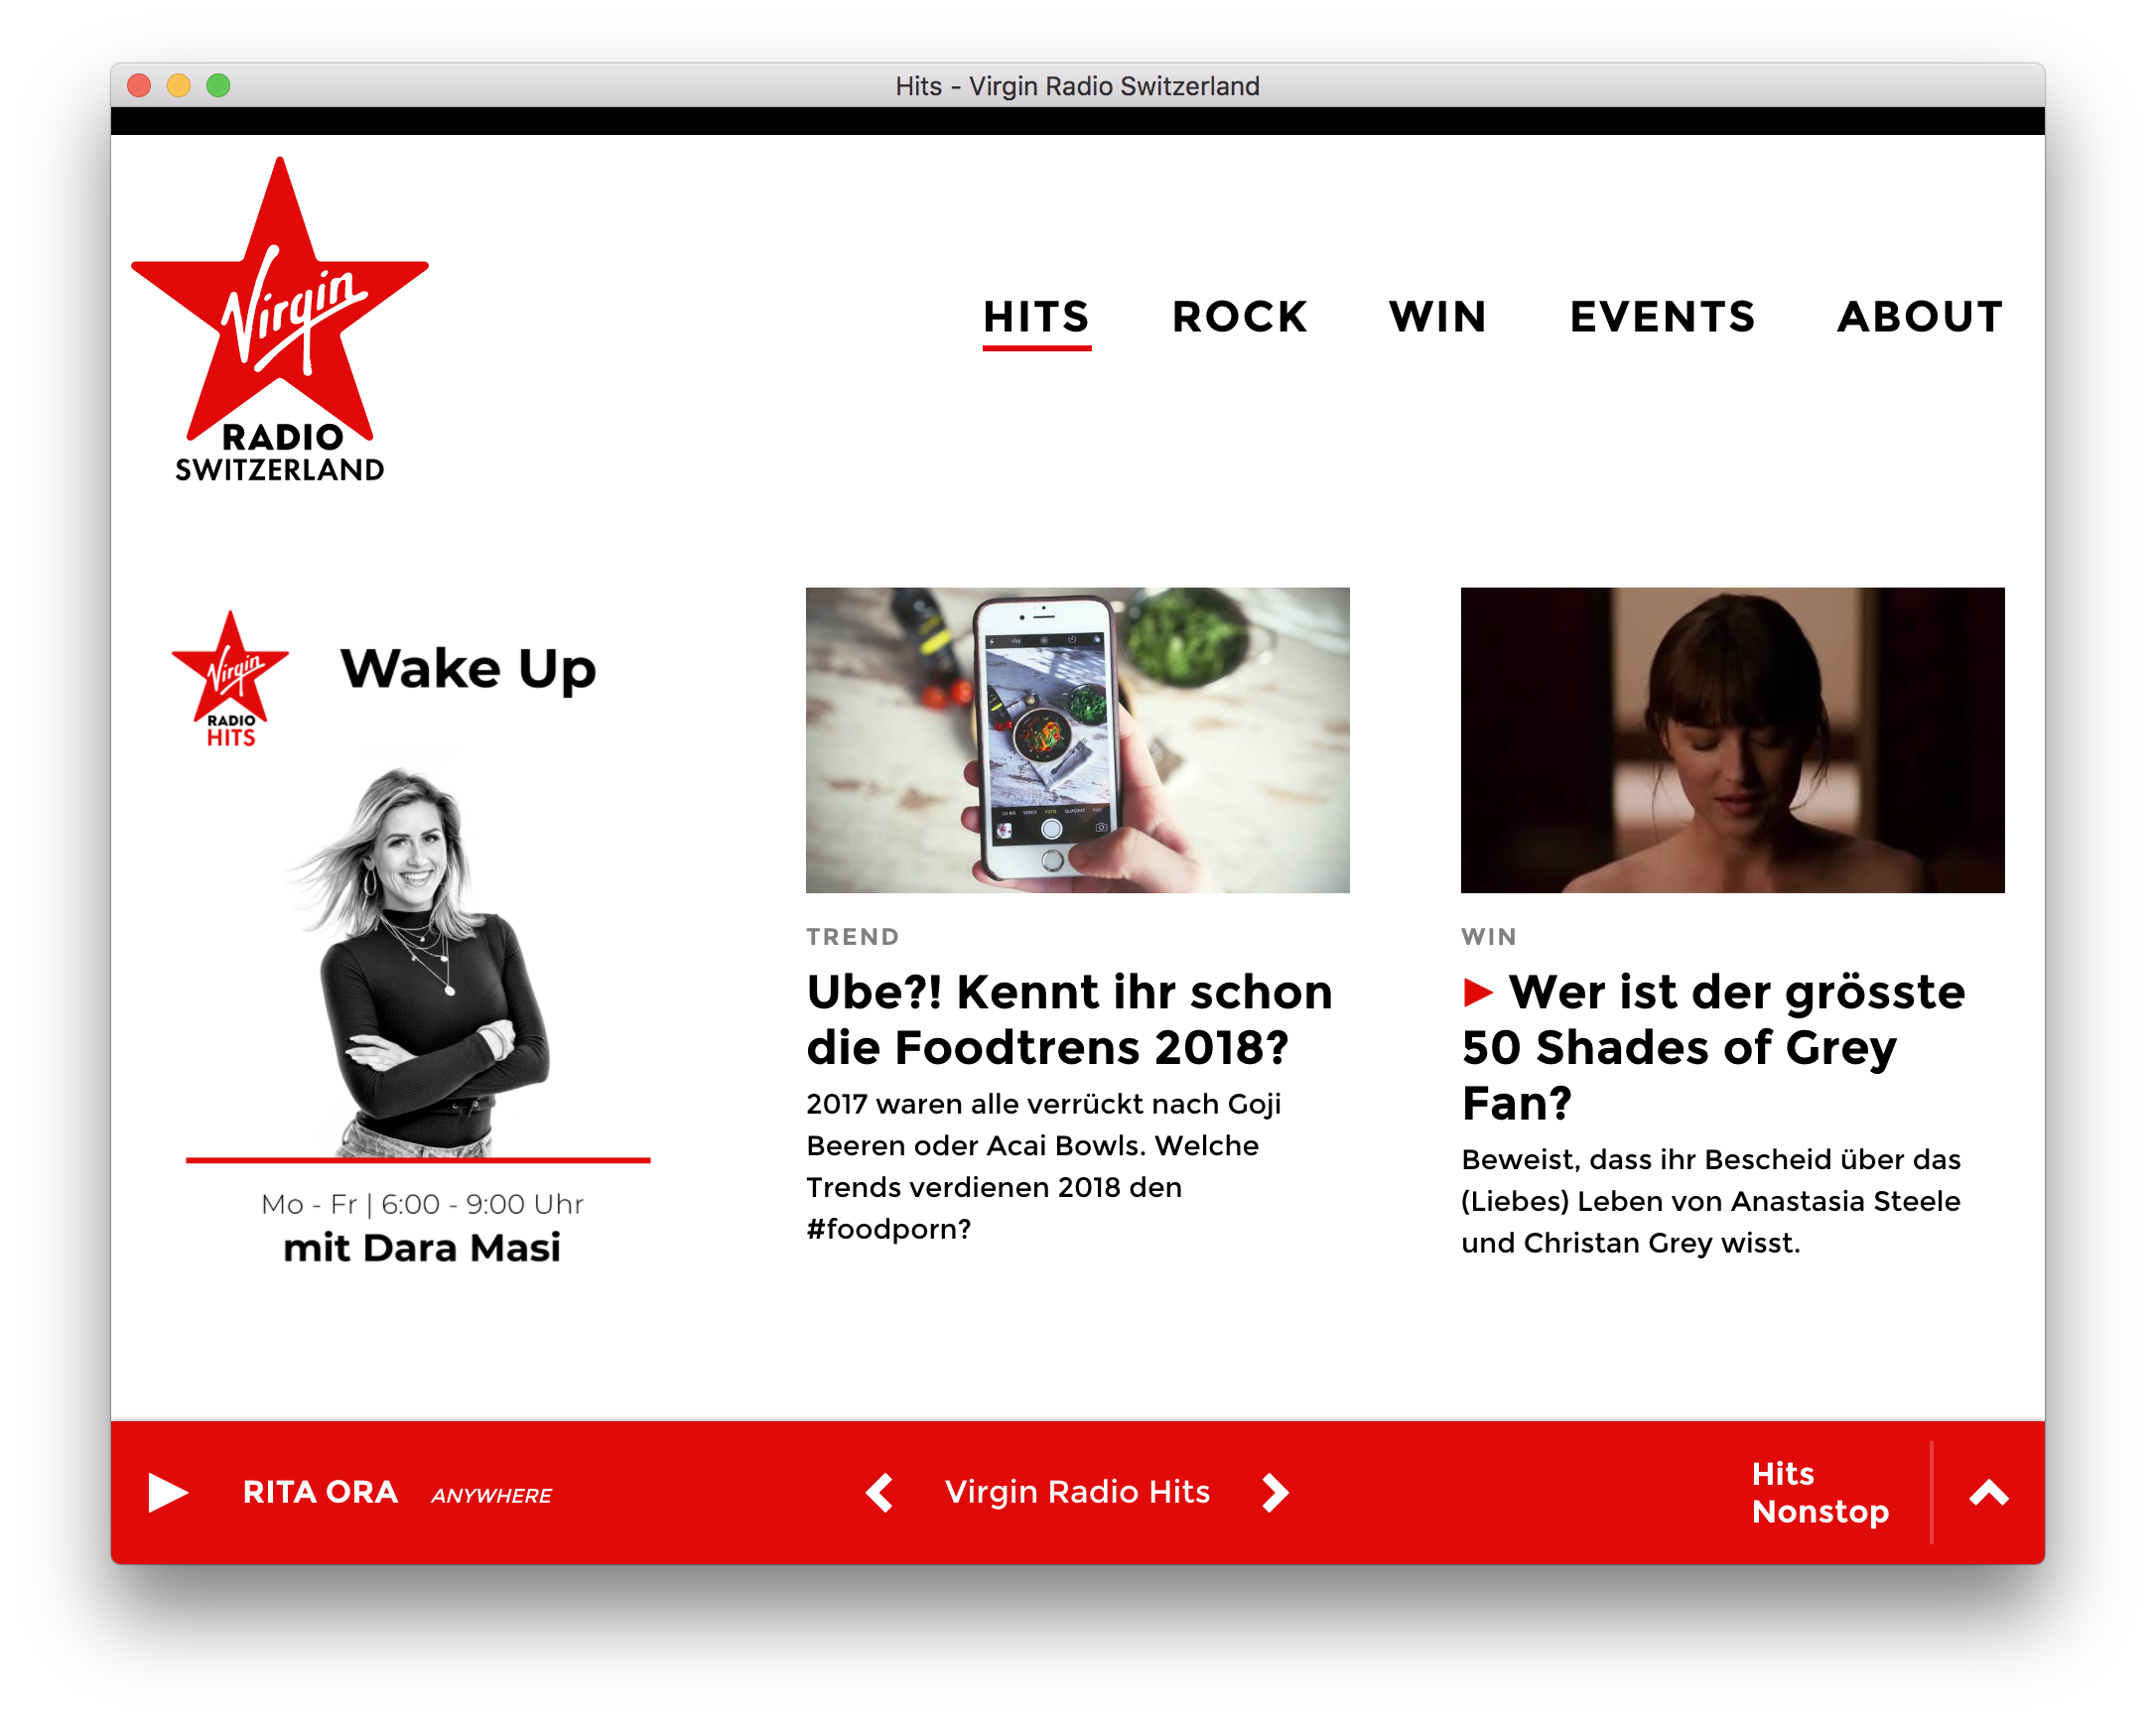 Hits - Virgin Radio Switzerland
Virgin
RADIO
SWITZERLAND
HITS ROCK WIN EVENTS ABOUT
Virgin
RADIO
HITS
Wake Up
Mo - Fr | 6:00 - 9:00 Uhr
mit Dara Masi
TREND
Ube?! Kennt ihr schon
die Foodtrens 2018?
2017 waren alle verrückt nach Goji
Beeren oder Acai Bowls. Welche
Trends verdienen 2018 den
#foodporn?
WIN
Wer ist der grösste
50 Shades of Grey
Fan?
Beweist, dass ihr Bescheid über das
(Liebes) Leben von Anastasia Steele
und Christan Grey wisst.
RITA ORA ANYWHERE
Virgin Radio Hits
Hits
Nonstop